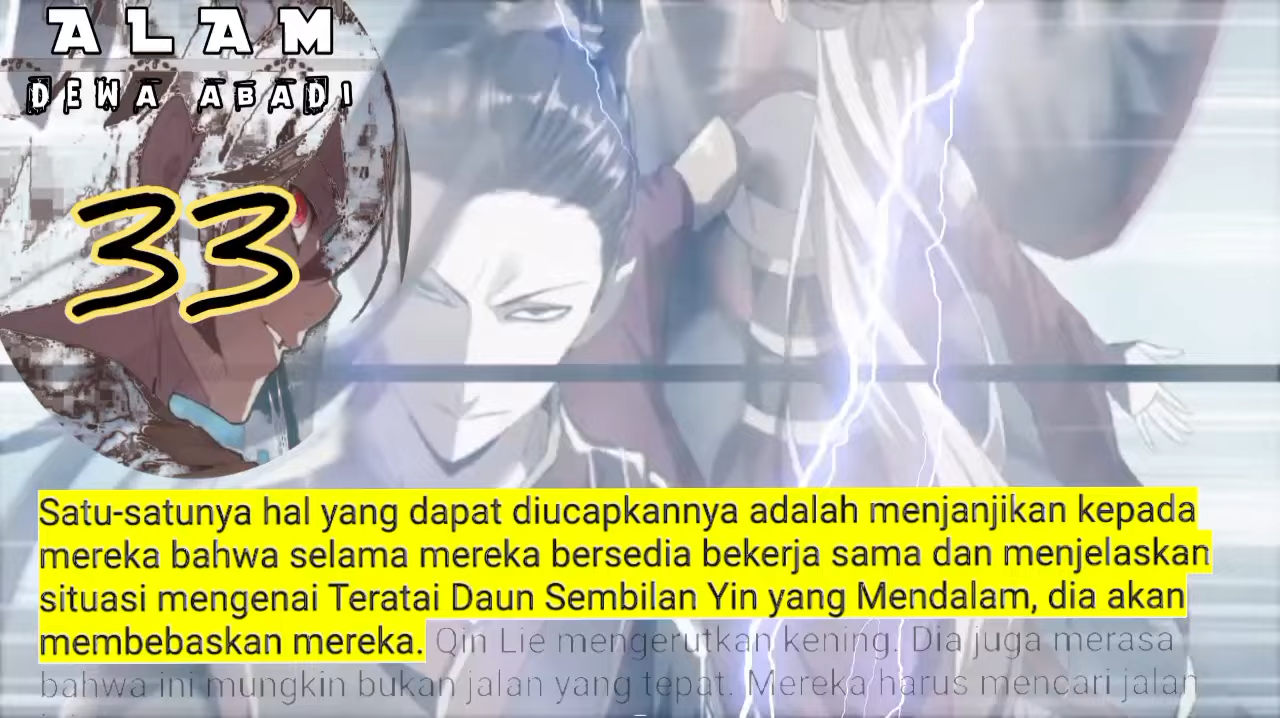 ALAM
DEWA ABADI
33
Satu-satunya hal yang dapat diucapkannya adalah menjanjikan kepada
mereka bahwa selama mereka bersedia bekerja sama dan menjelaskan
situasi mengenai Teratai Daun Sembilan Yin yang Mendalam, dia akan
membebaskan mereka. Qin Lie mengerutkan kening. Dia juga merasa
bahwa ini mungkin bukan jalan yang tepat. Mereka harus mencari jalan